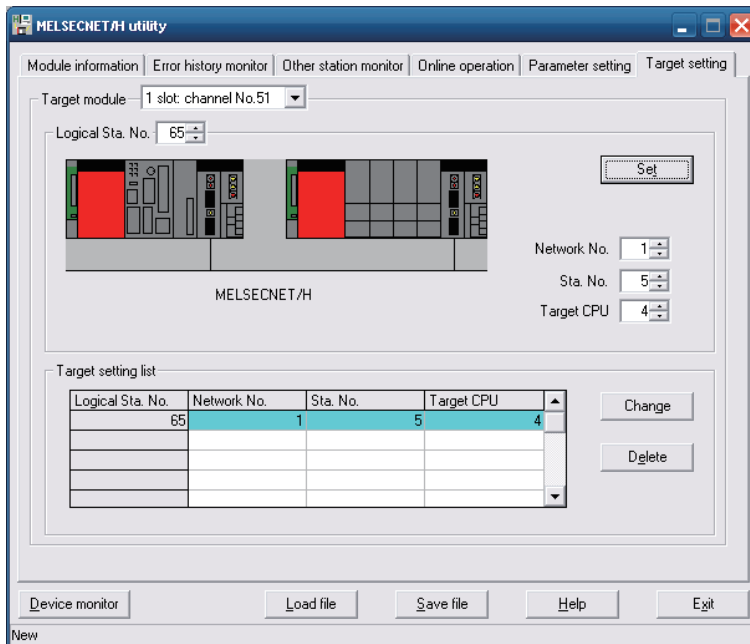 MELSECNET/H utility
Module information Error history monitor Other station monitor Online operation Parameter setting Target setting
Target module 1 slot: channel No.51
Logical Sta. No. 65
Set
Network No. 1
Sta. No. 5
Target CPU 4
MELSECNET/H
Target setting list
Logical Sta. No. Network No. Sta. No. Target CPU
65 1 5 4
Change
Delete
Device monitor Load file Save file Help Exit
New